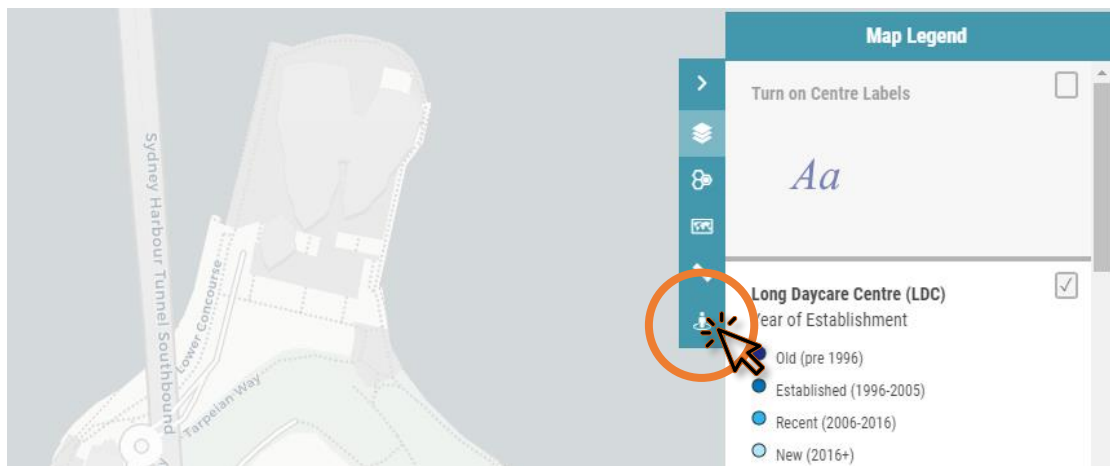 Map Legend
Turn on Centre Labels
Aa
Long Daycare Centre (LDC)
Year of Establishment
Old (pre 1996)
Established (1996-2005)
Recent (2006-2016)
New (2016+)
Sydney Harbour Tunnel Southbound
Lower Concourse
Tarpeian Way